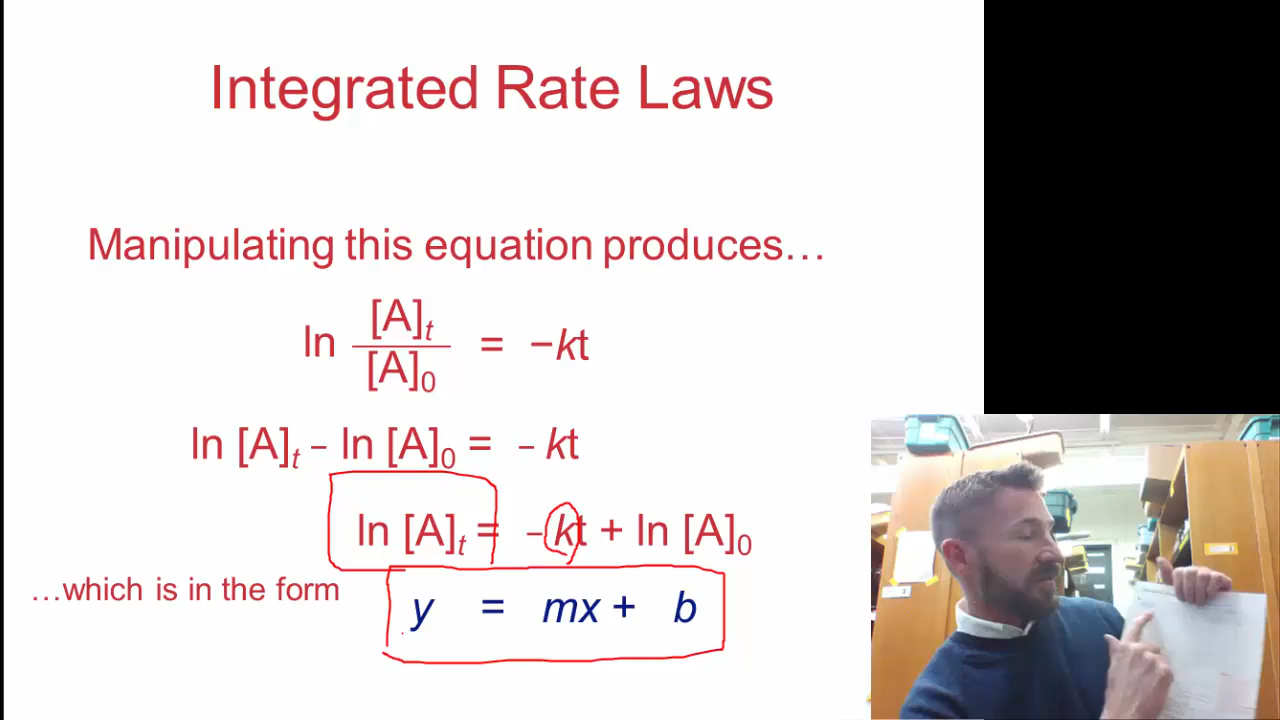 Integrated Rate Laws
Manipulating this equation produces…
ln [A]t / [A]0 = −kt
ln [A]t – ln [A]0 = – kt
ln [A]t = – kt + ln [A]0
…which is in the form
y = mx + b